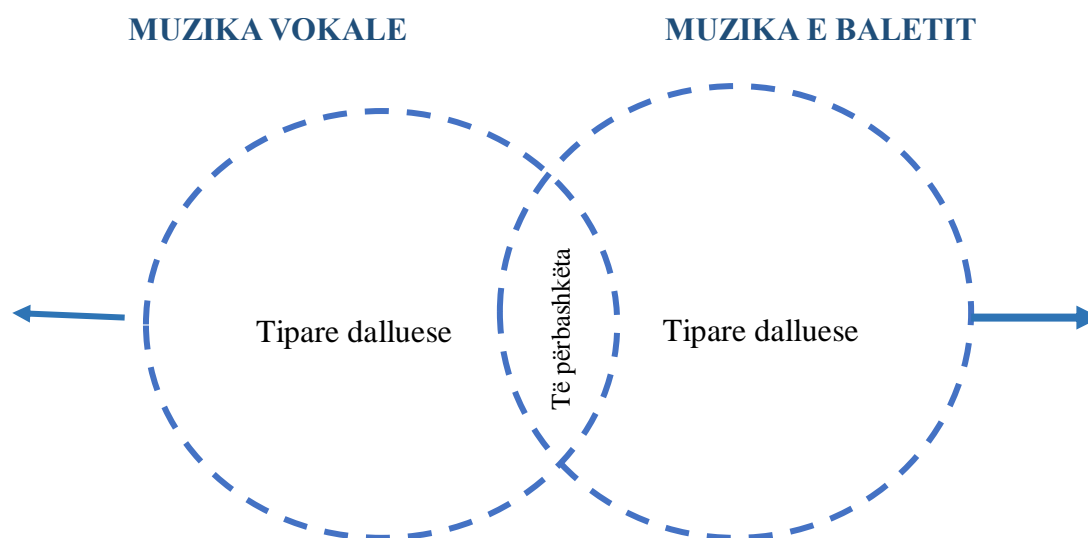 MUZIKA VOKALE
MUZIKA E BALETIT
Tipare dalluese
Të përbashkëta
Tipare dalluese